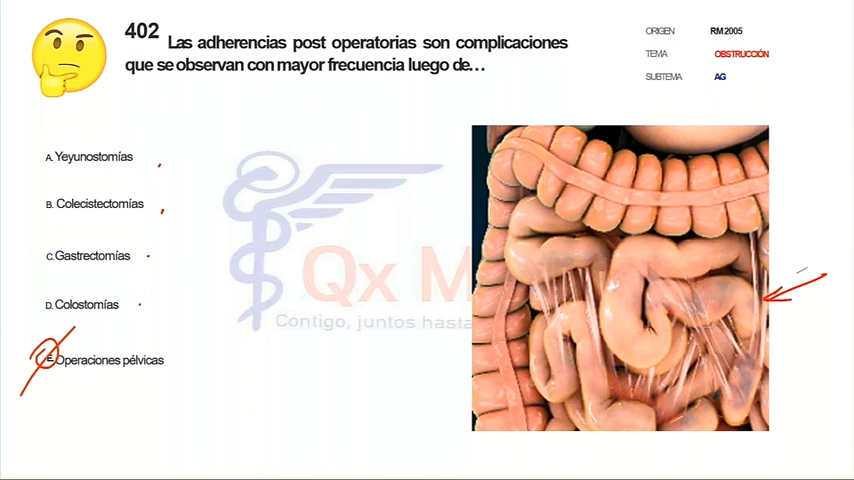 402 Las adherencias post operatorias son complicaciones
que se observan con mayor frecuencia luego de...
ORIGEN RM 2005
TEMA OBSTRUCCIÓN
SUBTEMA AG
A. Yeyunostomías
B. Colecistectomías
C. Gastrectomías
D. Colostomías
E. Operaciones pélvicas
Qx M
Contigo, juntos hasta